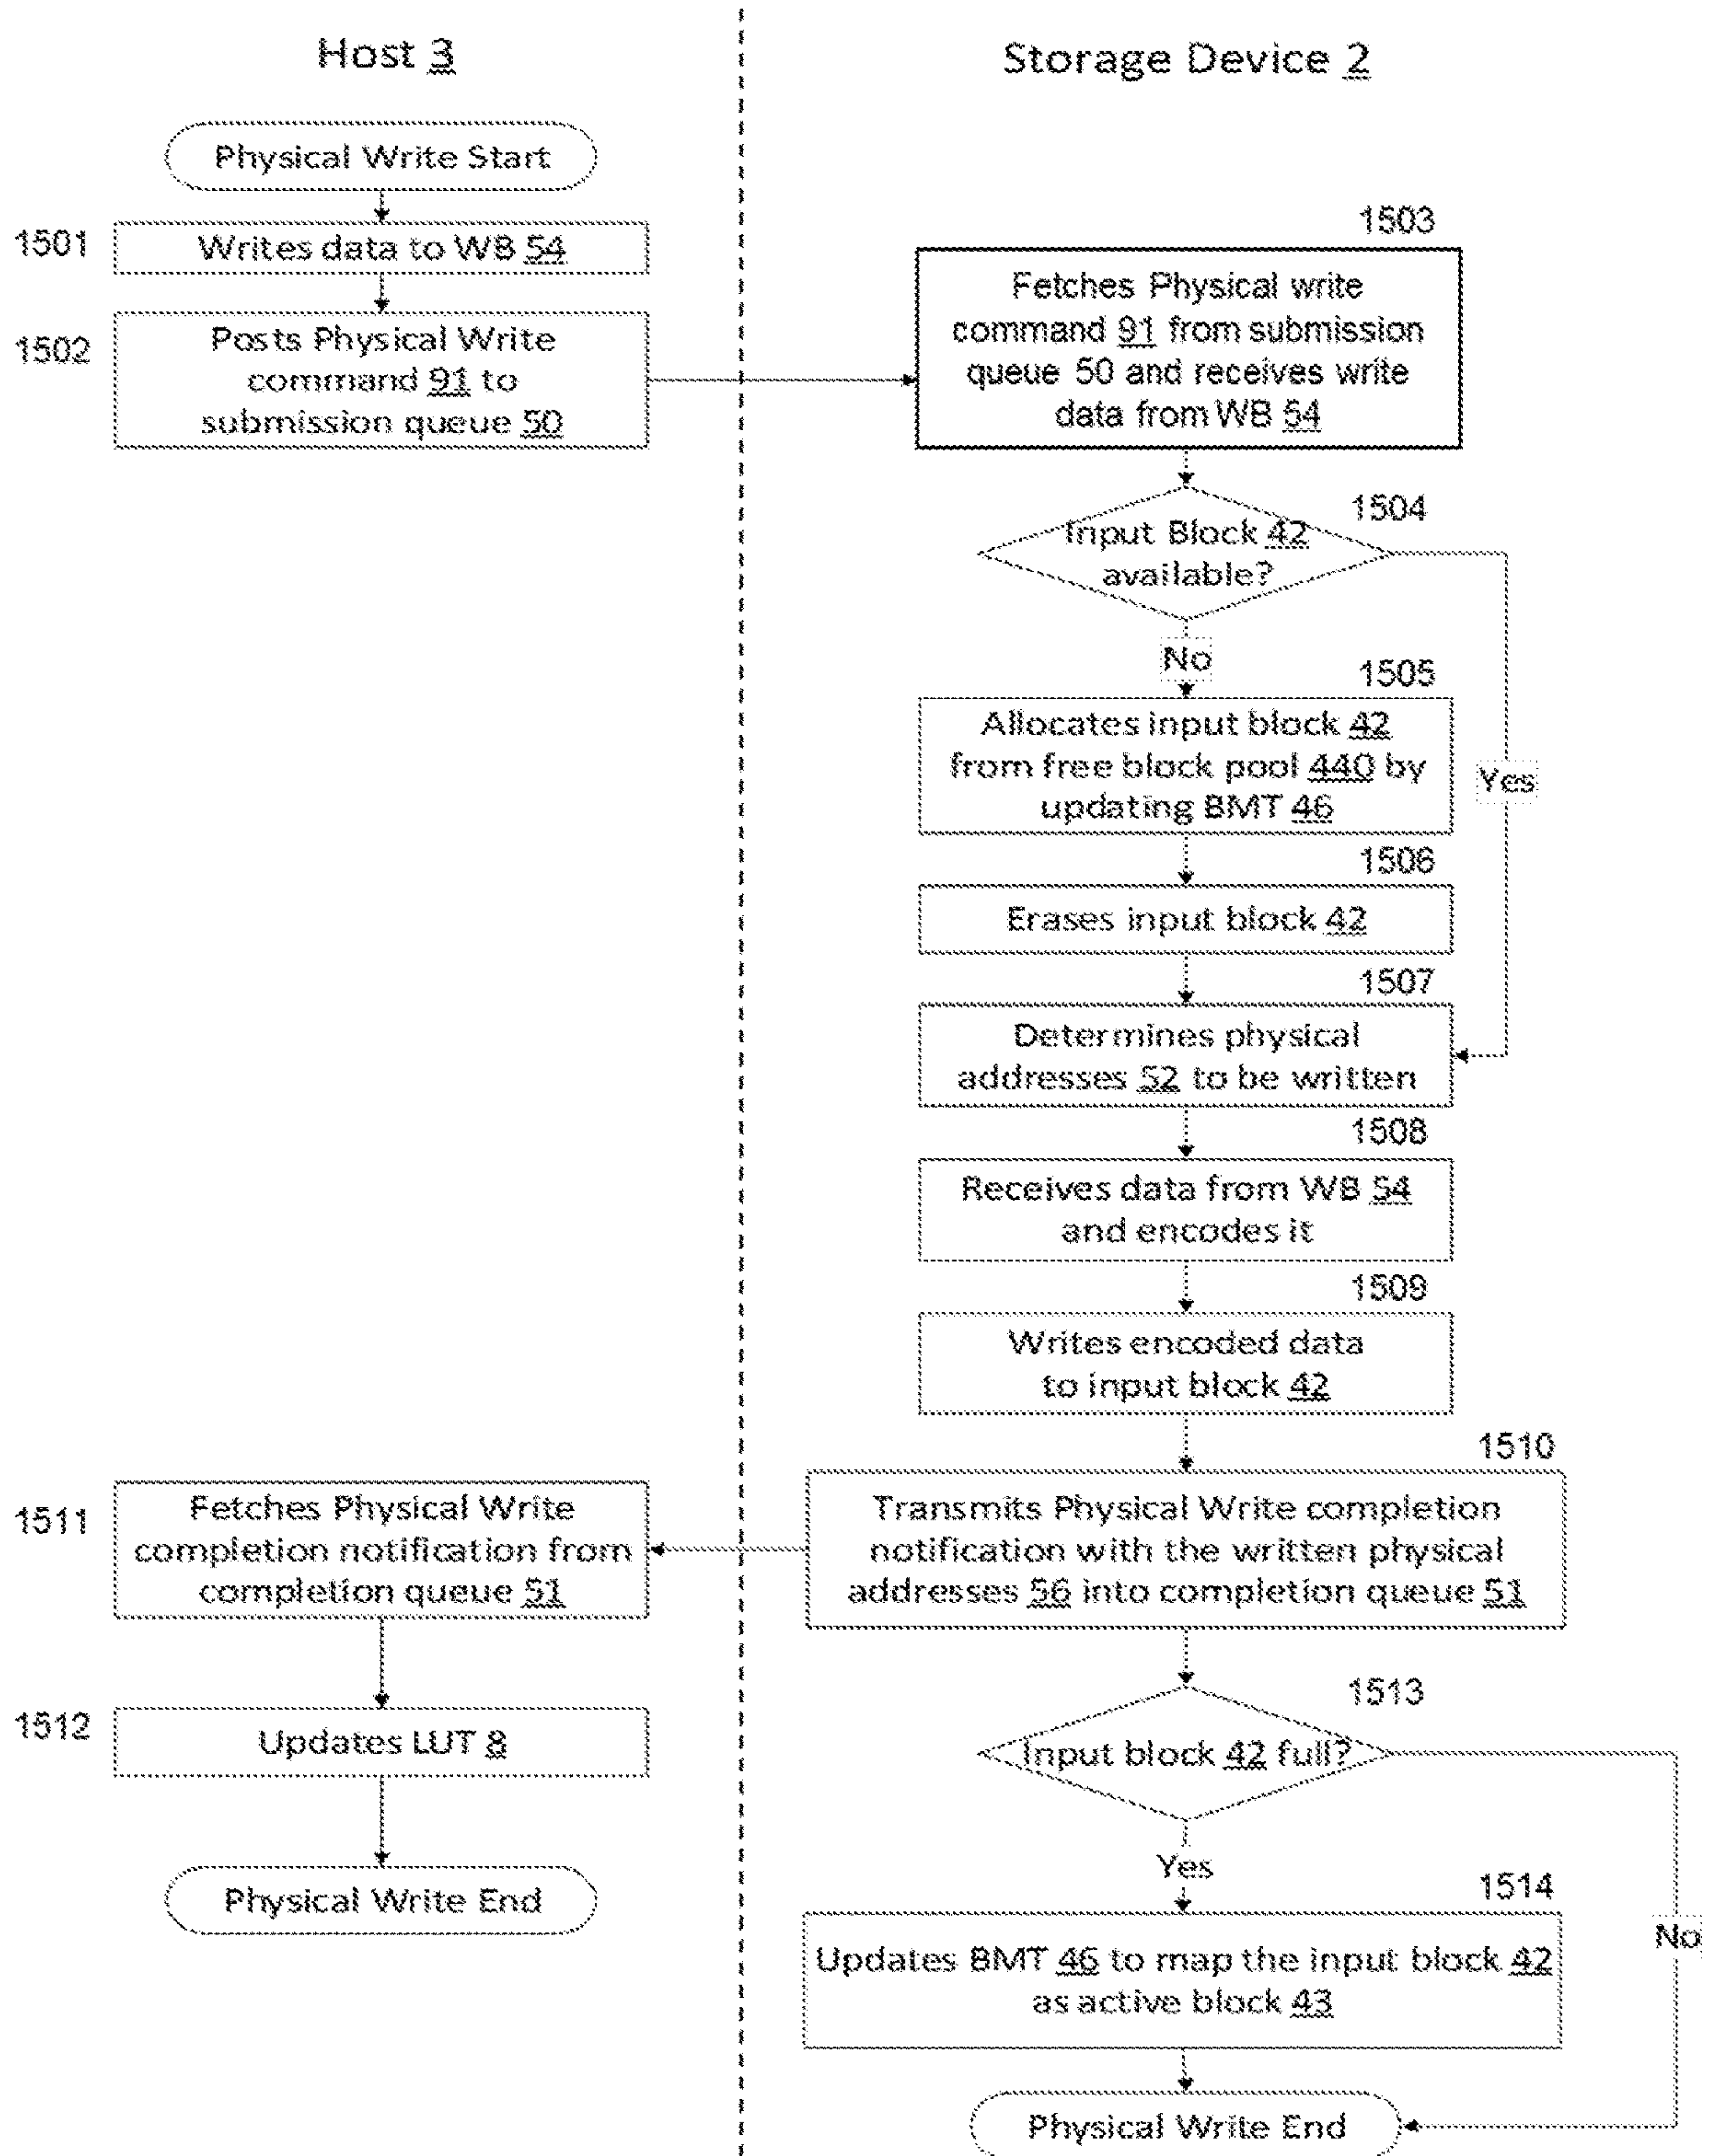 Host 3
Storage Device 2
Physical Write Start
1501
Writes data to WB 54
1502
Posts Physical Write
command 91 to
submission queue 50
1503
Fetches Physical write
command 91 from submission
queue 50 and receives write
data from WB 54
1504
Input Block 42
available?
No
Yes
1505
Allocates input block 42
from free block pool 440 by
updating BMT 46
1506
Erases input block 42
1507
Determines physical
addresses 52 to be written
1508
Receives data from WB 54
and encodes it
1509
Writes encoded data
to input block 42
1510
Transmits Physical Write completion
notification with the written physical
addresses 56 into completion queue 51
1511
Fetches Physical Write
completion notification from
completion queue 51
1512
Updates LUT 8
Physical Write End
1513
Input block 42 full?
Yes
No
1514
Updates BMT 46 to map the input block 42
as active block 43
Physical Write End